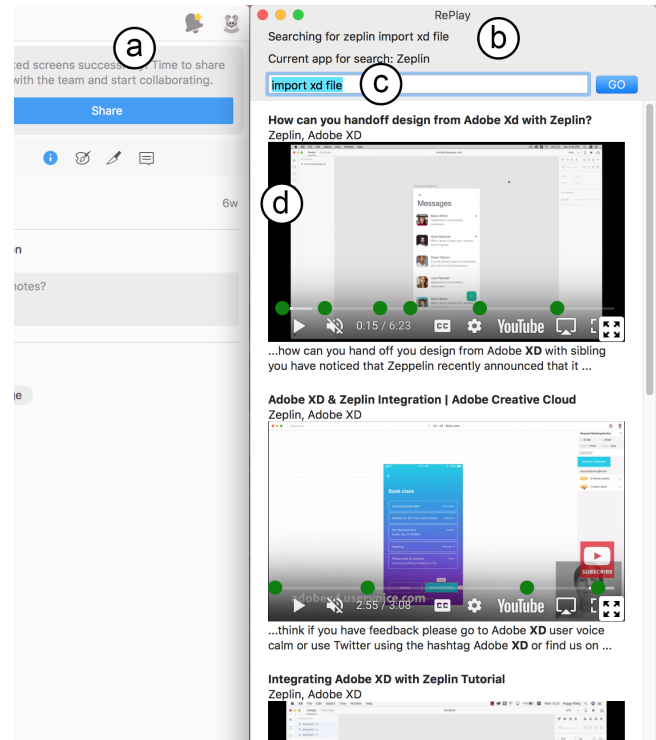 a
ted screens successfully! Time to share
with the team and start collaborating.
Share
6w
on
notes?
ge
RePlay
Searching for zeplin import xd file
b
Current app for search: Zeplin
import xd file
c
GO
How can you handoff design from Adobe Xd with Zeplin?
Zeplin, Adobe XD
d
Messages
0:15 / 6:23
CC
YouTube
...how can you hand off you design from Adobe XD with sibling
you have noticed that Zeppelin recently announced that it ...
Adobe XD & Zeplin Integration | Adobe Creative Cloud
Zeplin, Adobe XD
Book class
SUBSCRIBE
adobexd.uservoice.com
2:55 / 3:08
CC
YouTube
...think if you have feedback please go to Adobe XD user voice
calm or use Twitter using the hashtag Adobe XD or find us on ...
Integrating Adobe XD with Zeplin Tutorial
Zeplin, Adobe XD